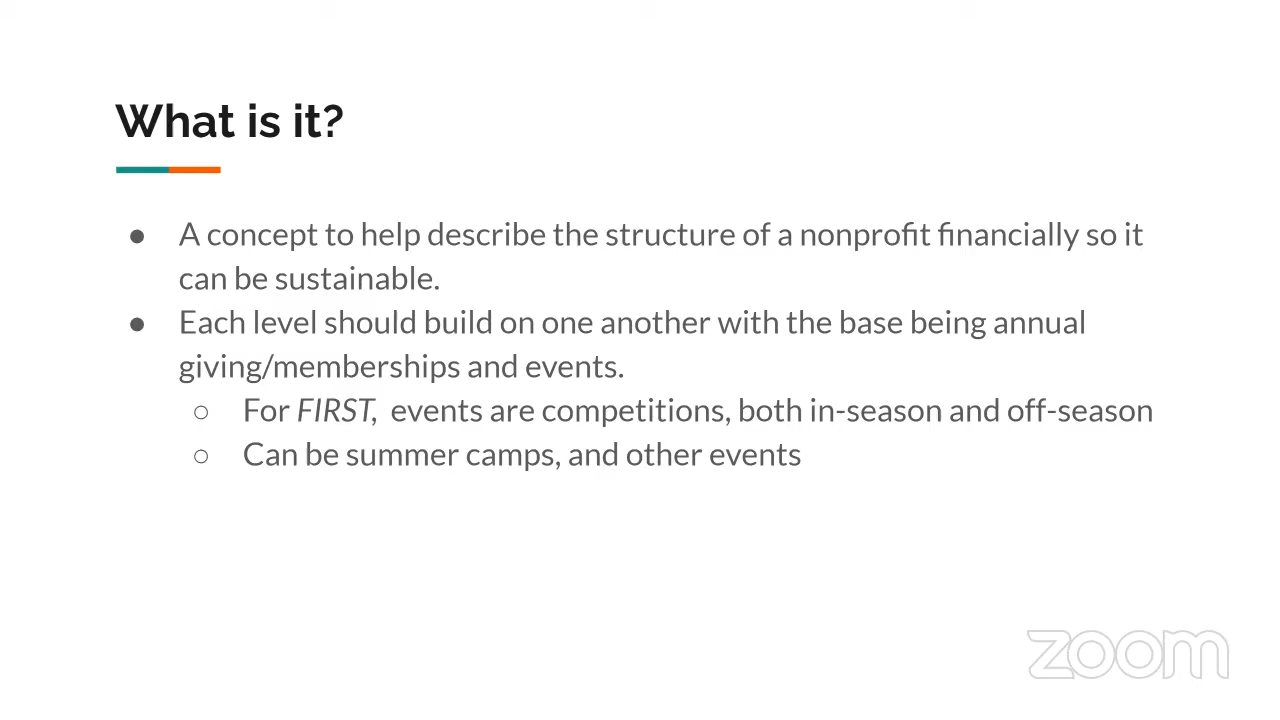 What is it?
● A concept to help describe the structure of a nonprofit financially so it
can be sustainable.
● Each level should build on one another with the base being annual
giving/memberships and events.
○ For FIRST, events are competitions, both in-season and off-season
○ Can be summer camps, and other events
zoom